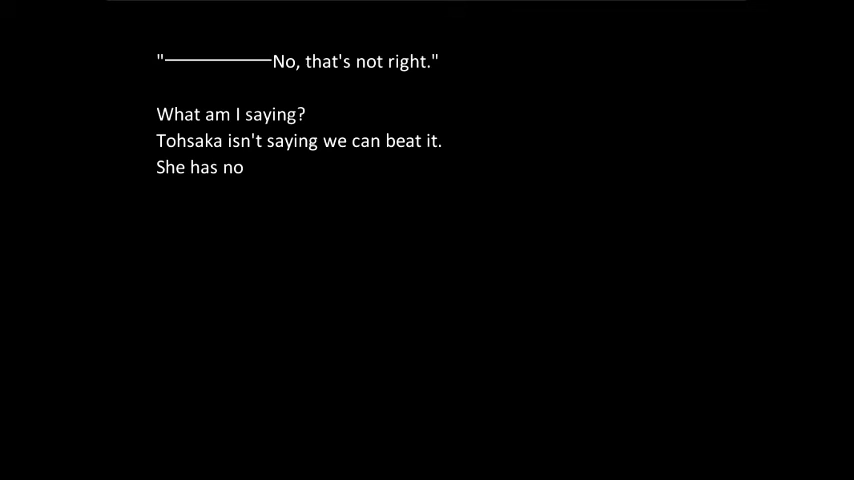 "――――――No, that's not right."
What am I saying?
Tohsaka isn't saying we can beat it.
She has no